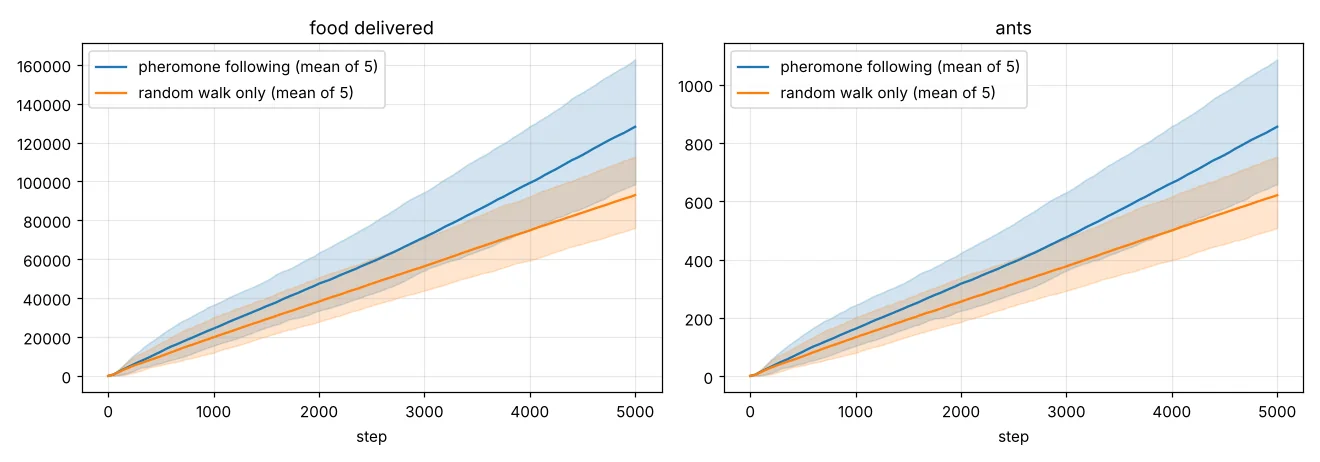 food delivered
pheromone following (mean of 5)
random walk only (mean of 5)
160000
140000
120000
100000
80000
60000
40000
20000
0
0 1000 2000 3000 4000 5000
step
ants
pheromone following (mean of 5)
random walk only (mean of 5)
1000
800
600
400
200
0
0 1000 2000 3000 4000 5000
step